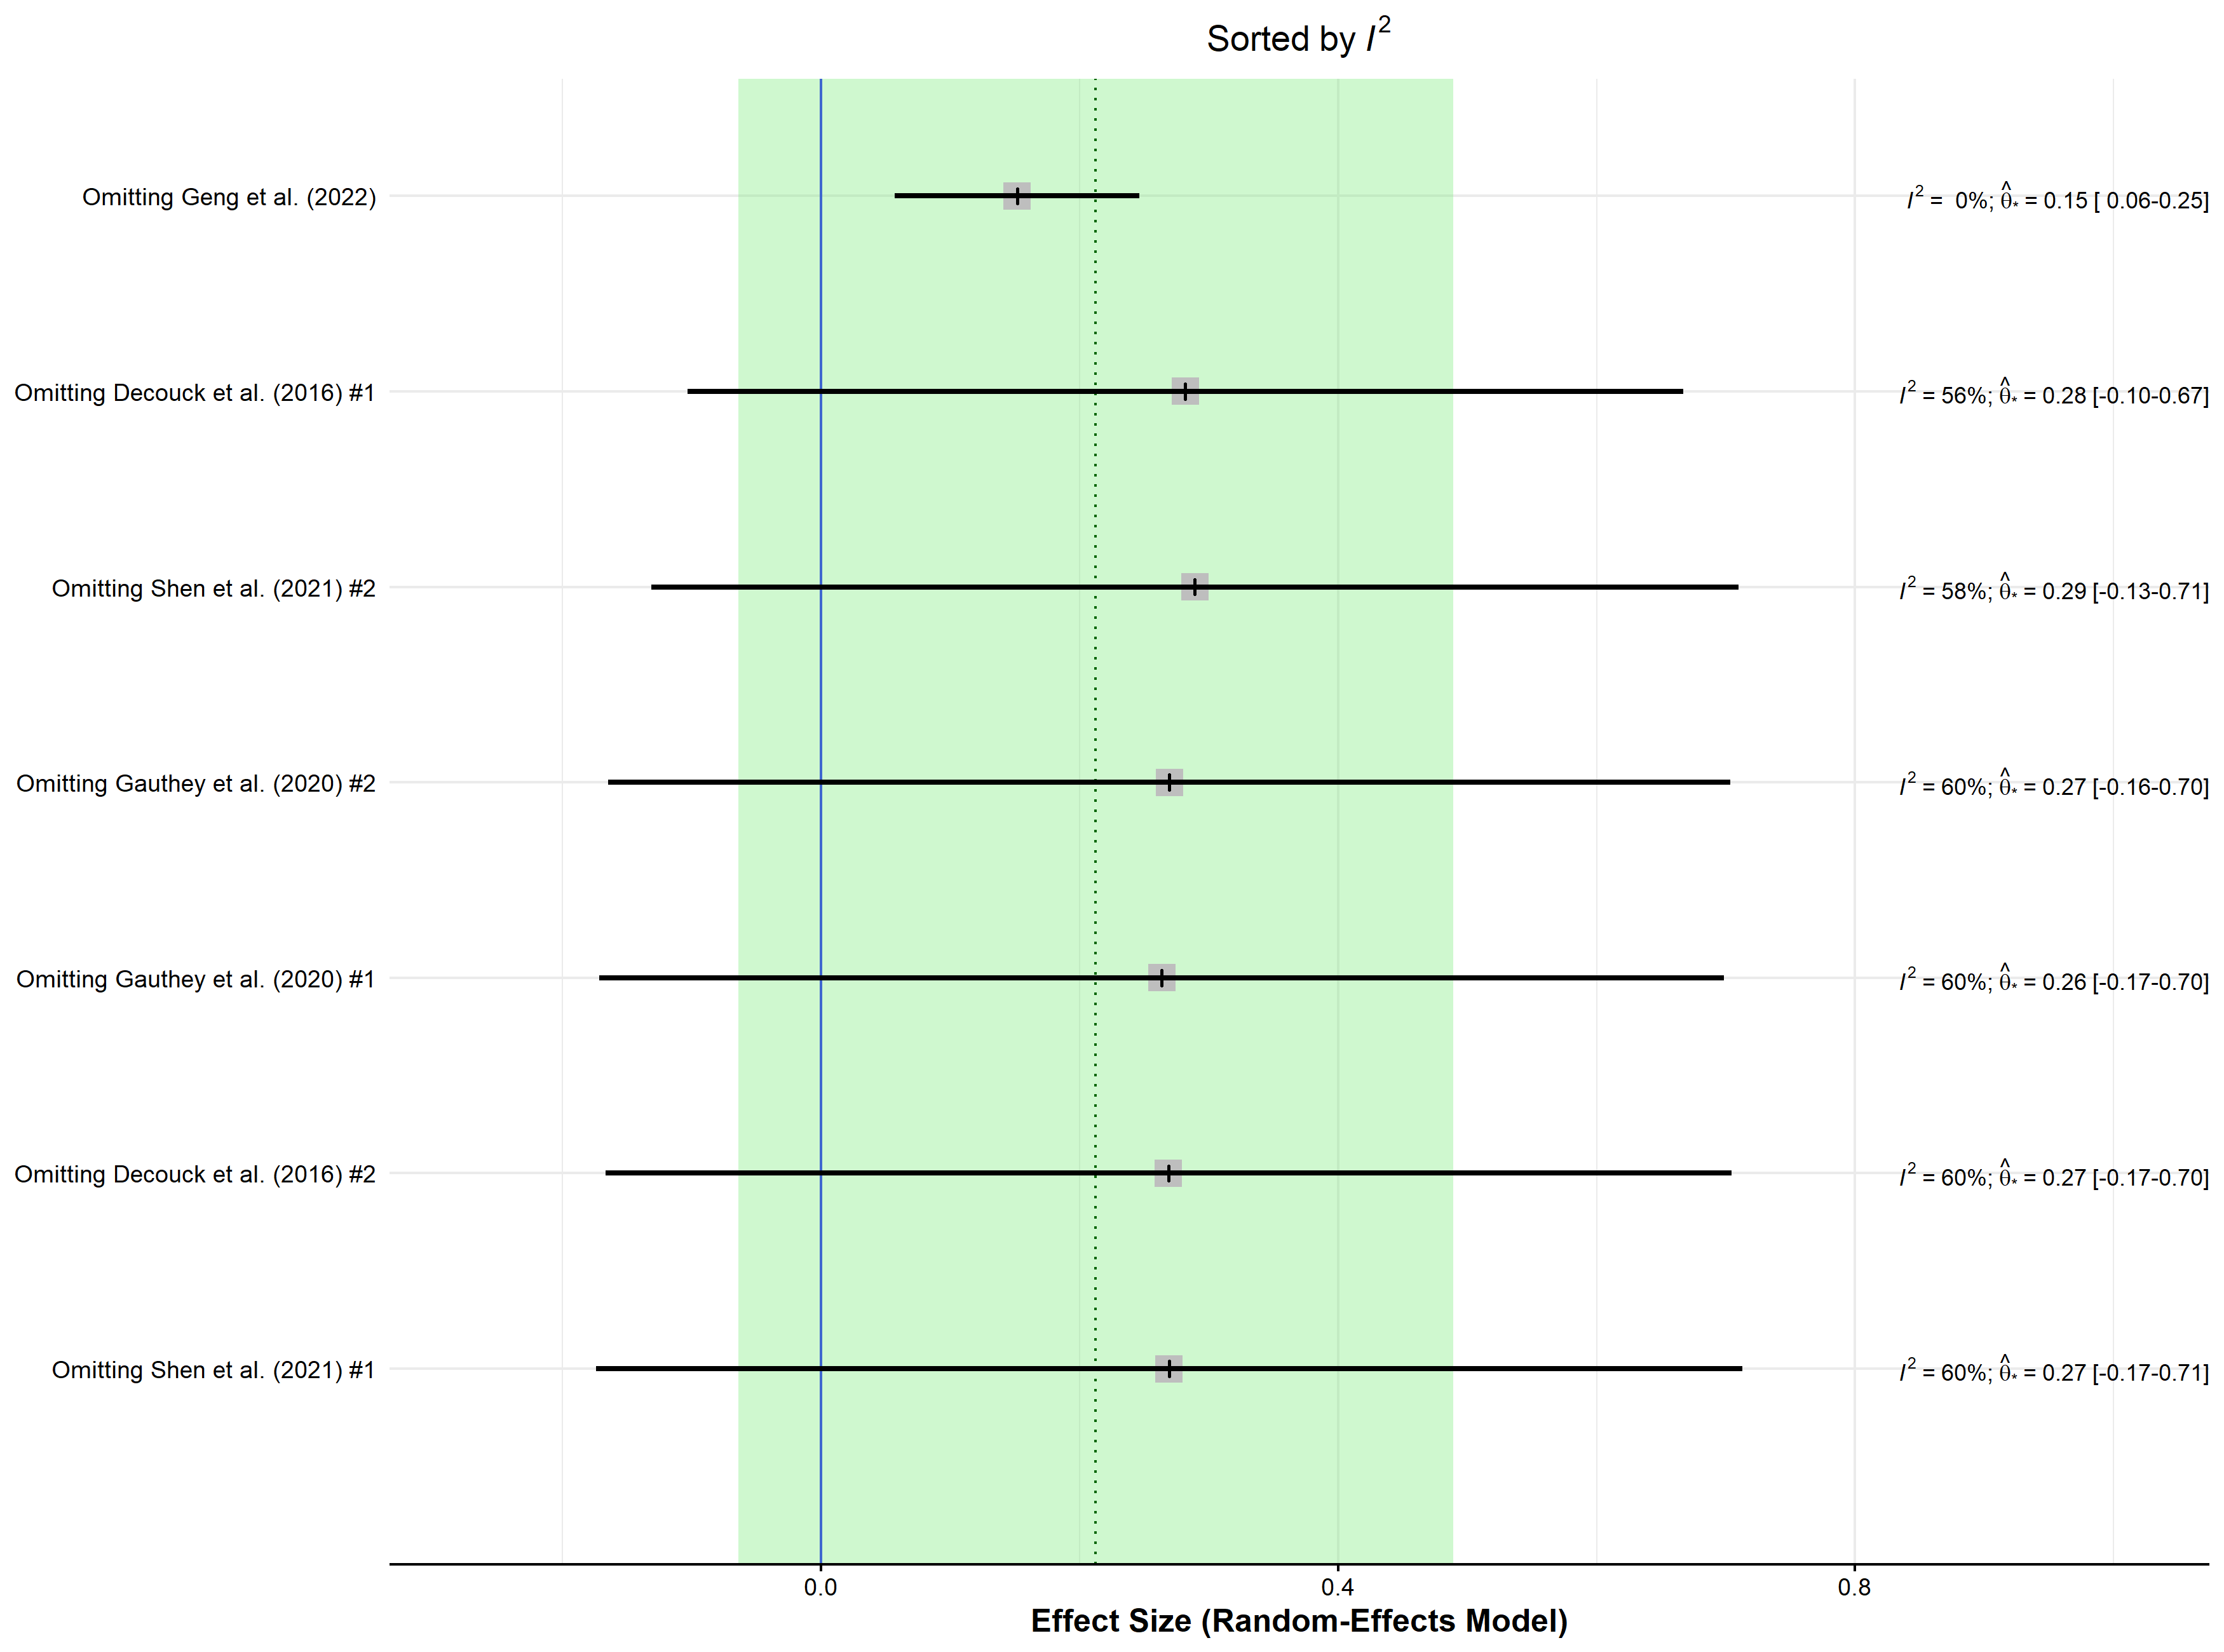 Sorted by I²
Omitting Geng et al. (2022) I² = 0%; θ̂* = 0.15 [ 0.06-0.25]
Omitting Decouck et al. (2016) #1 I² = 56%; θ̂* = 0.28 [-0.10-0.67]
Omitting Shen et al. (2021) #2 I² = 58%; θ̂* = 0.29 [-0.13-0.71]
Omitting Gauthey et al. (2020) #2 I² = 60%; θ̂* = 0.27 [-0.16-0.70]
Omitting Gauthey et al. (2020) #1 I² = 60%; θ̂* = 0.26 [-0.17-0.70]
Omitting Decouck et al. (2016) #2 I² = 60%; θ̂* = 0.27 [-0.17-0.70]
Omitting Shen et al. (2021) #1 I² = 60%; θ̂* = 0.27 [-0.17-0.71]
0.0 0.4 0.8
Effect Size (Random-Effects Model)